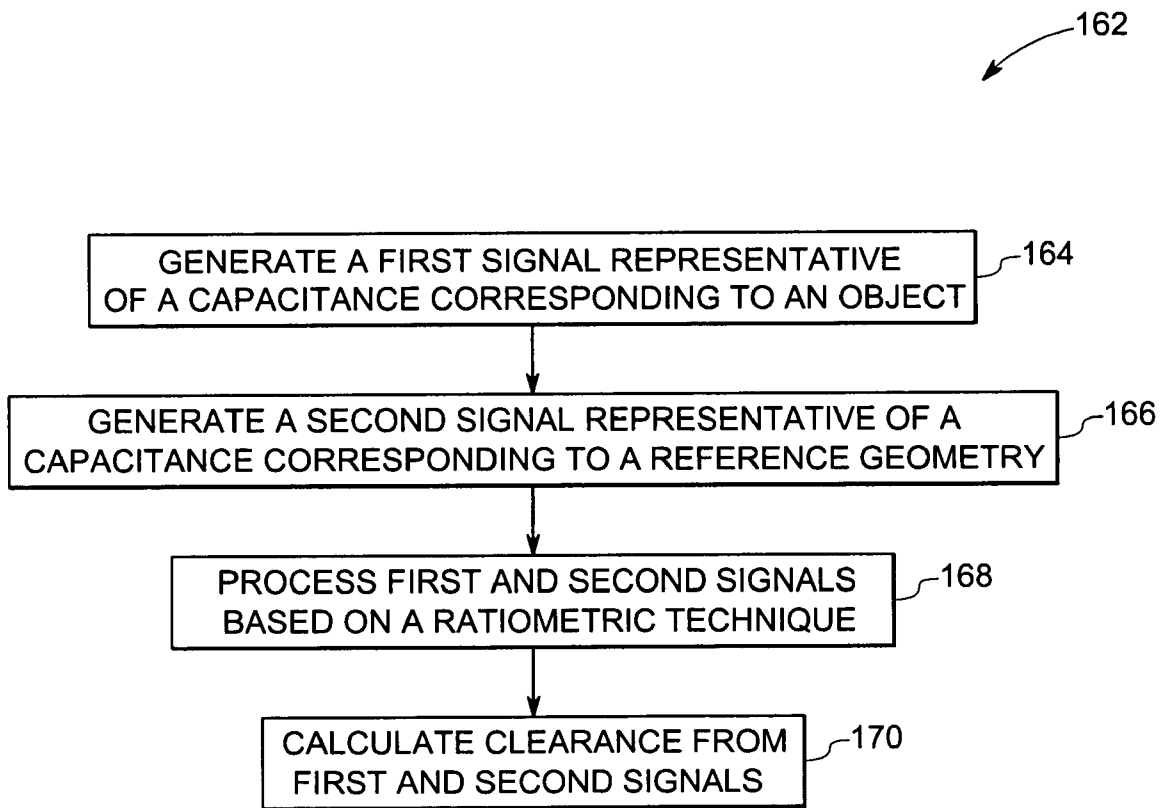 162
GENERATE A FIRST SIGNAL REPRESENTATIVE
OF A CAPACITANCE CORRESPONDING TO AN OBJECT
164
GENERATE A SECOND SIGNAL REPRESENTATIVE OF A
CAPACITANCE CORRESPONDING TO A REFERENCE GEOMETRY
166
PROCESS FIRST AND SECOND SIGNALS
BASED ON A RATIOMETRIC TECHNIQUE
168
CALCULATE CLEARANCE FROM
FIRST AND SECOND SIGNALS
170